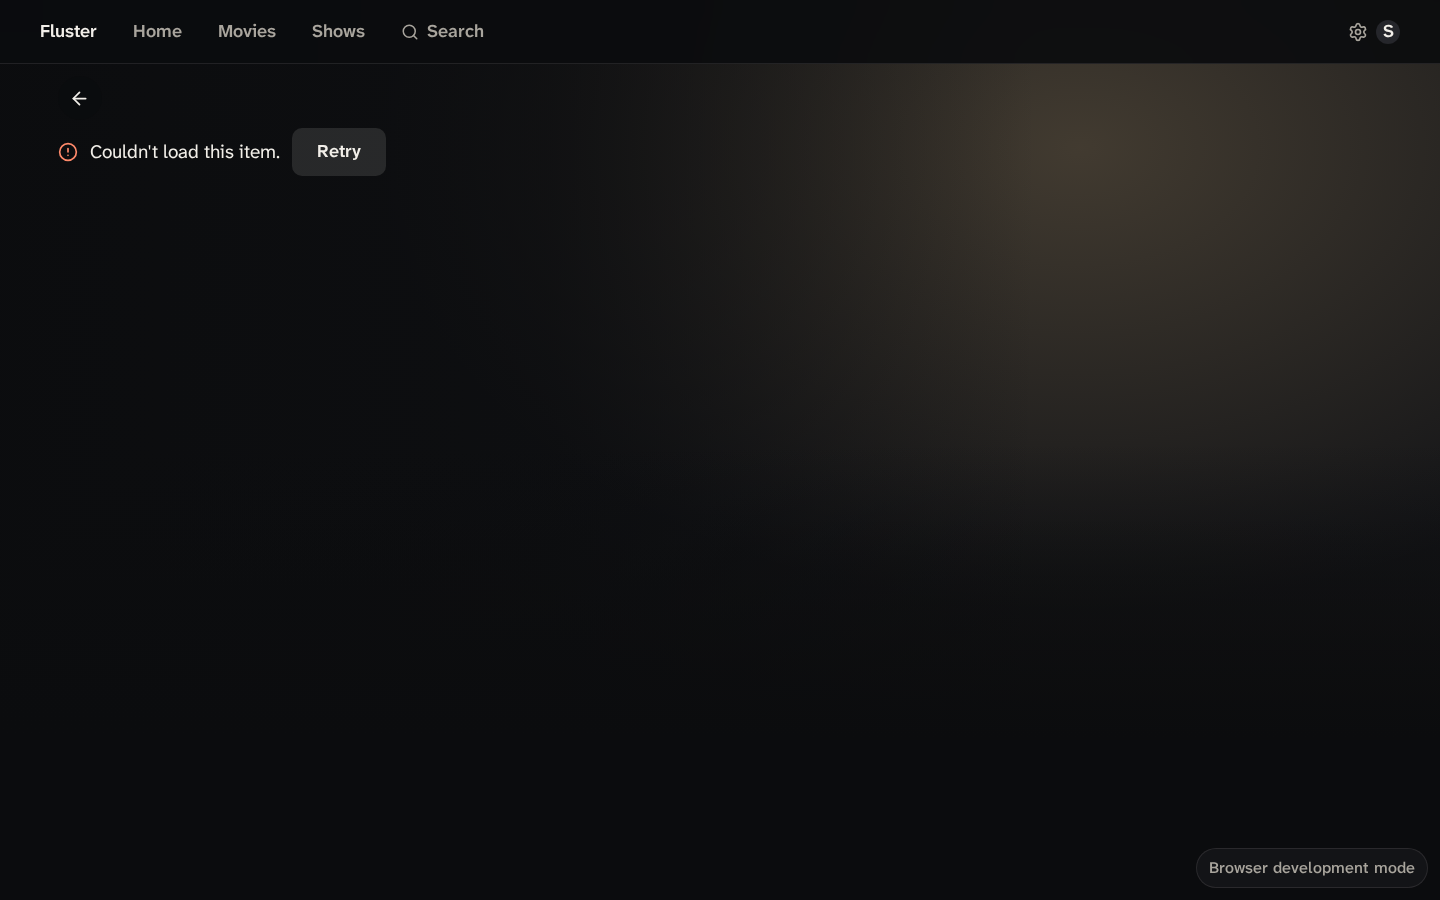 Fluster Home Movies Shows Search S
Couldn't load this item. Retry
Browser development mode